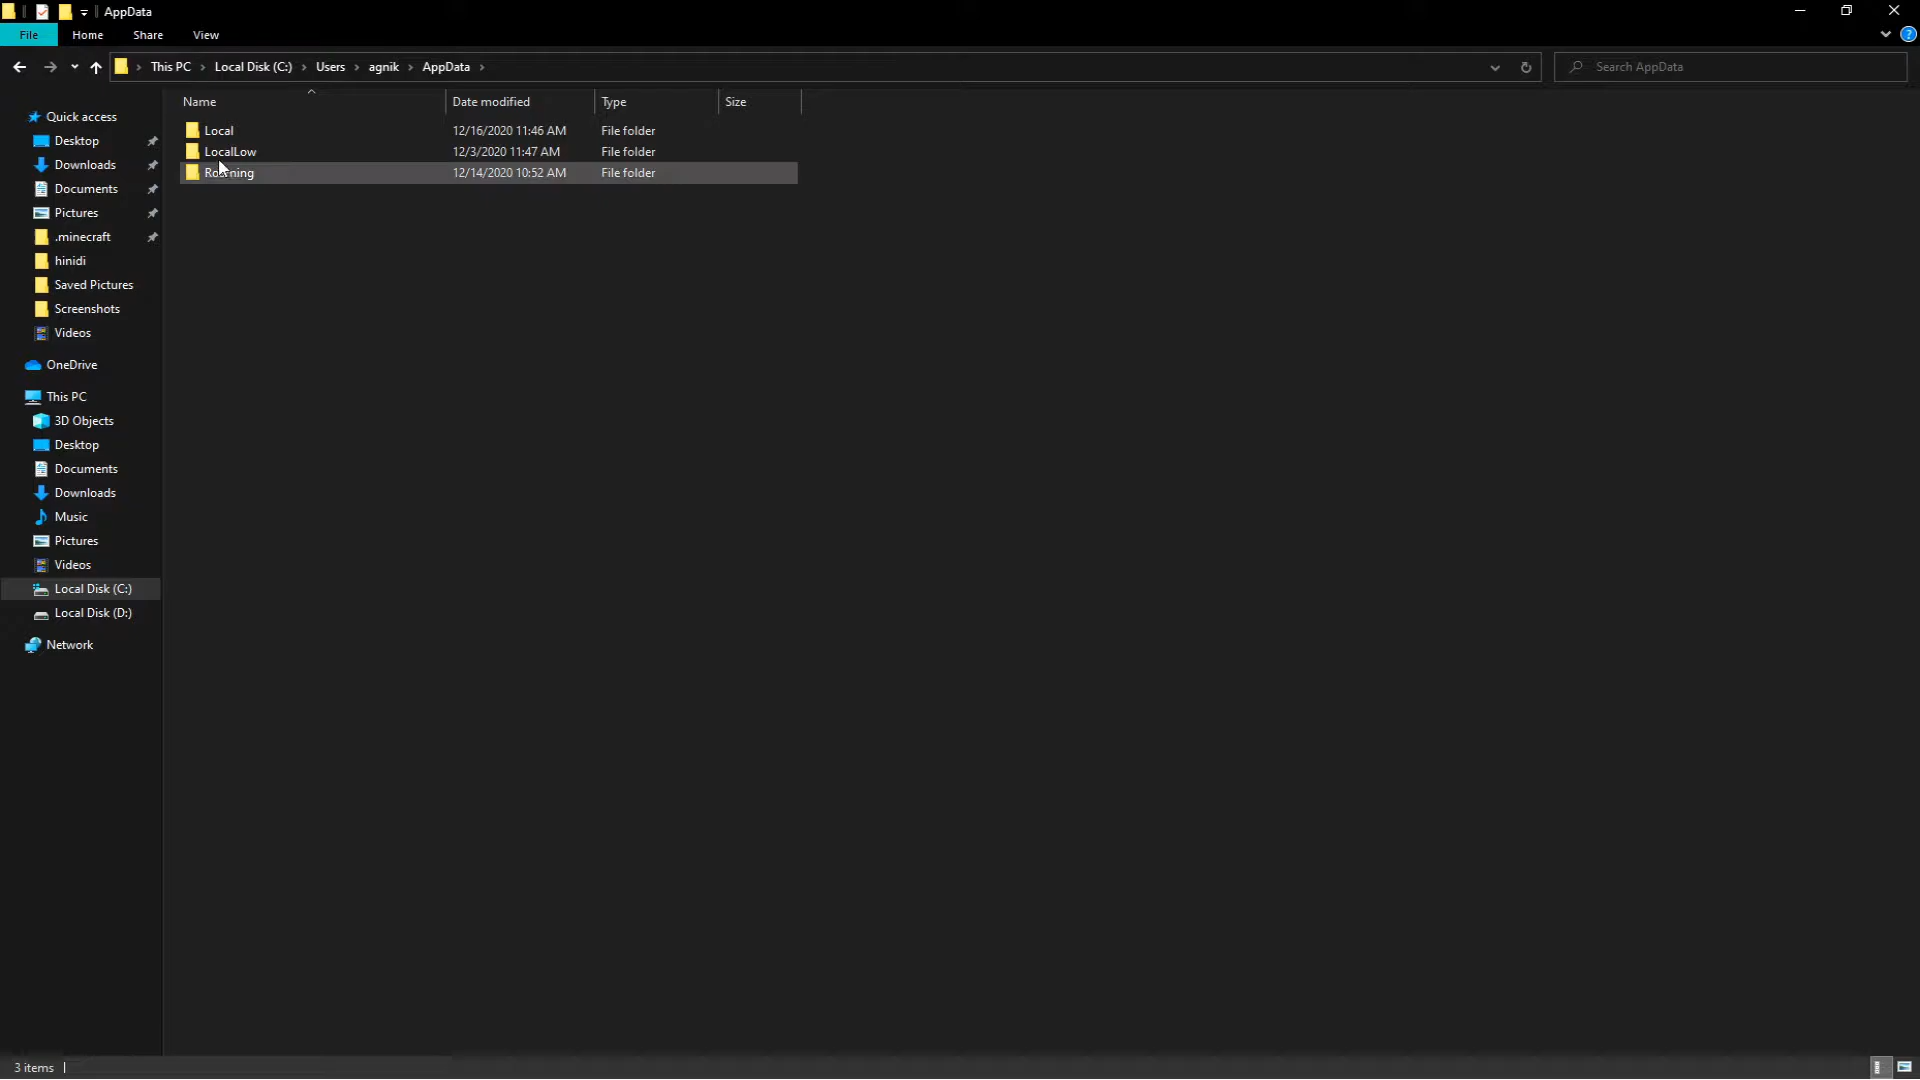 AppData
File Home Share View
This PC Local Disk (C:) Users agnik AppData Search AppData
Name Date modified Type Size
Local 12/16/2020 11:46 AM File folder
LocalLow 12/3/2020 11:47 AM File folder
Roaming 12/14/2020 10:52 AM File folder
Quick access
Desktop
Downloads
Documents
Pictures
.minecraft
hinidi
Saved Pictures
Screenshots
Videos
OneDrive
This PC
3D Objects
Desktop
Documents
Downloads
Music
Pictures
Videos
Local Disk (C:)
Local Disk (D:)
Network
3 items